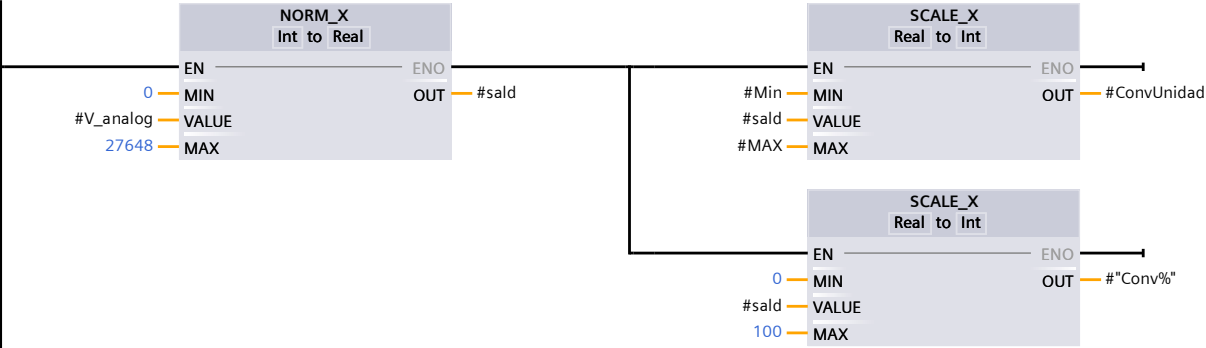 NORM_X
Int to Real
EN ENO
0 MIN OUT #sald
#V_analog VALUE
27648 MAX
SCALE_X
Real to Int
EN ENO
#Min MIN OUT #ConvUnidad
#sald VALUE
#MAX MAX
SCALE_X
Real to Int
EN ENO
0 MIN OUT #"Conv%"
#sald VALUE
100 MAX